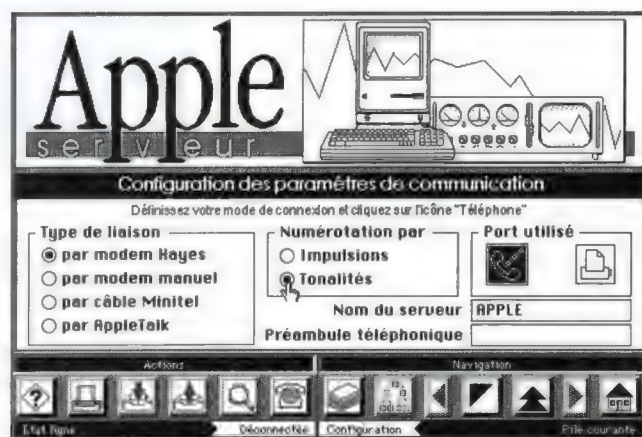 Apple
serveur
Configuration des paramètres de communication
Définissez votre mode de connexion et cliquez sur l'icône "Téléphone"
Type de liaison
par modem Hayes
par modem manuel
par câble Minitel
par AppleTalk
Numérotation par
Impulsions
Tonalités
Port utilisé
Nom du serveur APPLE
Préambule téléphonique
Actions
Navigation
Etat ligne
Déconnectée
Configuration
Pile courante